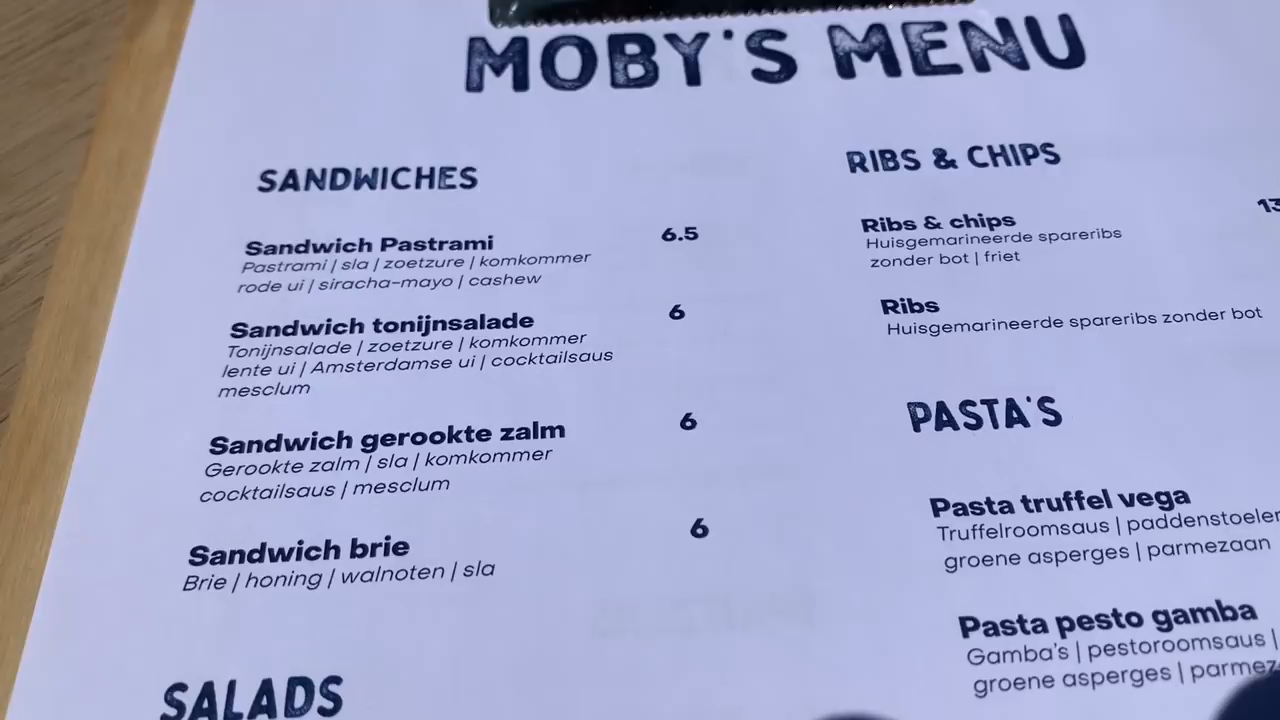 MOBY'S MENU
SANDWICHES
Sandwich Pastrami 6.5
Pastrami | sla | zoetzure | komkommer
rode ui | siracha-mayo | cashew
Sandwich tonijnsalade 6
Tonijnsalade | zoetzure | komkommer
lente ui | Amsterdamse ui | cocktailsaus
mesclum
Sandwich gerookte zalm 6
Gerookte zalm | sla | komkommer
cocktailsaus | mesclum
Sandwich brie 6
Brie | honing | walnoten | sla
SALADS
RIBS & CHIPS
Ribs & chips
Huisgemarineerde spareribs
zonder bot | friet
Ribs
Huisgemarineerde spareribs zonder bot
PASTA'S
Pasta truffel vega
Truffelroomsaus |
groene asperges | parmezaan
Pasta pesto gamba
Gamba's | pestoroomsaus |
groene asperges |